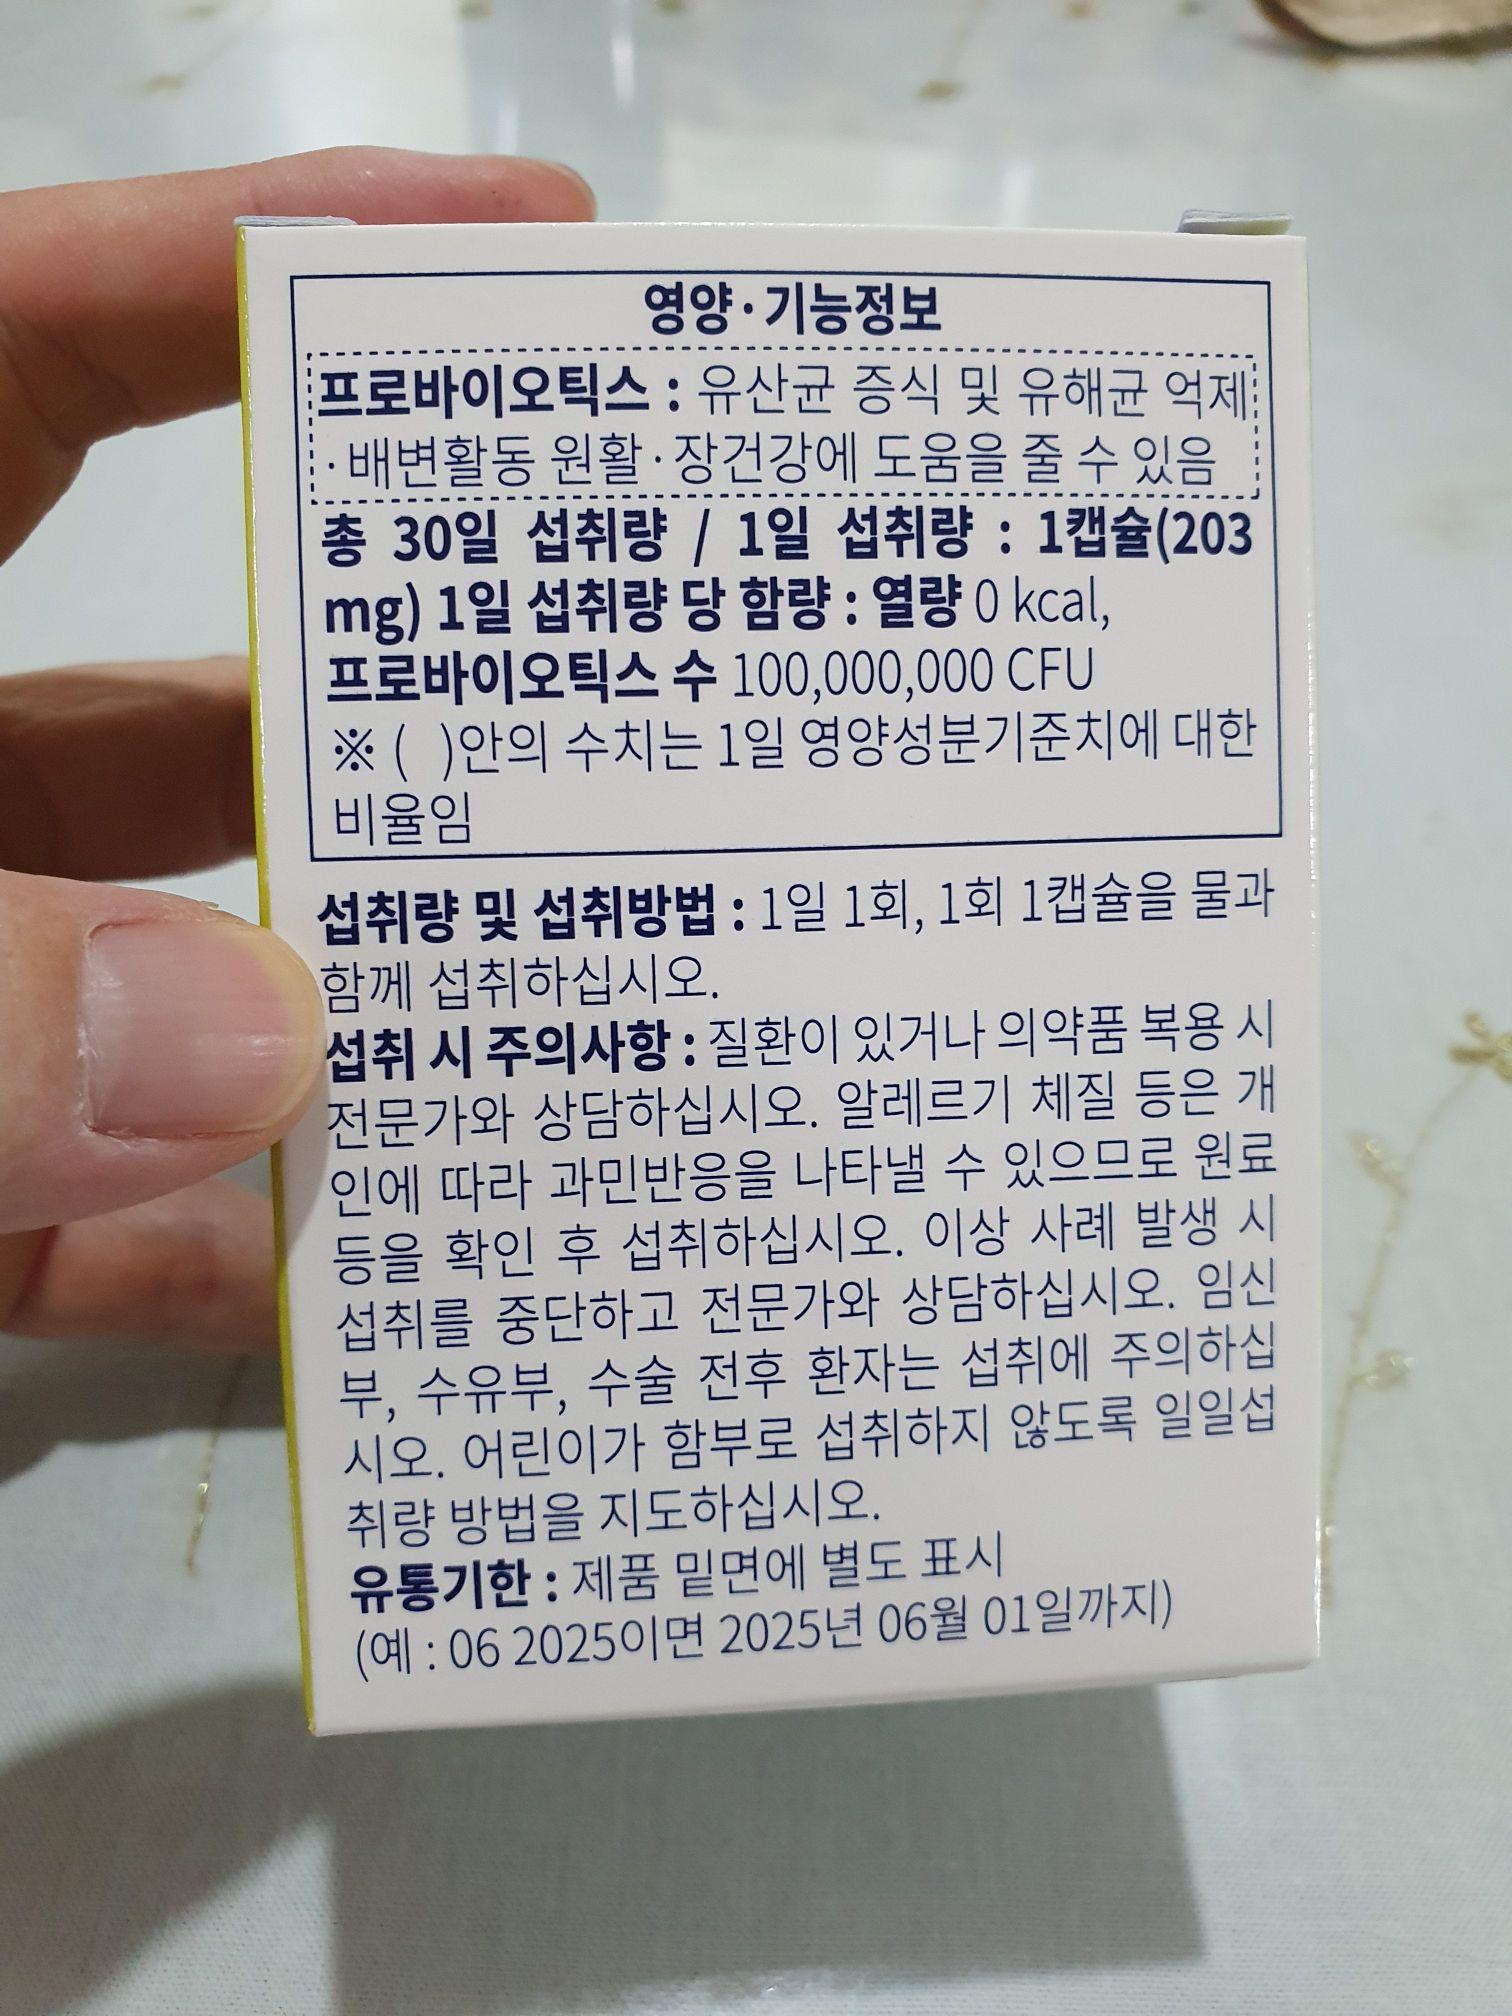 영양·기능정보
프로바이오틱스 : 유산균 증식 및 유해균 억제
·배변활동 원활·장건강에 도움을 줄 수 있음
총 30일 섭취량 / 1일 섭취량 : 1캡슐(203
mg) 1일 섭취량 당 함량 : 열량 0 kcal,
프로바이오틱스 수 100,000,000 CFU
※ ( )안의 수치는 1일 영양성분기준치에 대한
비율임
섭취량 및 섭취방법 : 1일 1회, 1회 1캡슐을 물과
함께 섭취하십시오.
섭취 시 주의사항 : 질환이 있거나 의약품 복용 시
전문가와 상담하십시오. 알레르기 체질 등은 개
인에 따라 과민반응을 나타낼 수 있으므로 원료
등을 확인 후 섭취하십시오. 이상 사례 발생 시
섭취를 중단하고 전문가와 상담하십시오. 임신
부, 수유부, 수술 전후 환자는 섭취에 주의하십
시오. 어린이가 함부로 섭취하지 않도록 일일섭
취량 방법을 지도하십시오.
유통기한 : 제품 밑면에 별도 표시
(예 : 06 2025이면 2025년 06월 01일까지)